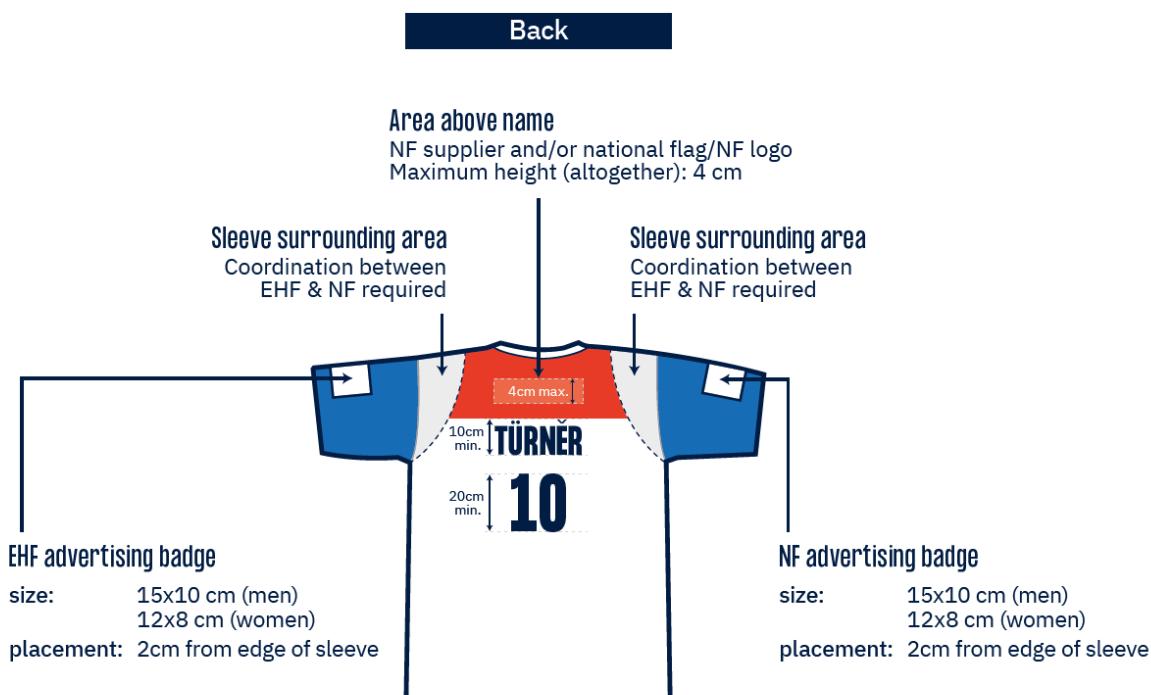 Back
Area above name
NF supplier and/or national flag/NF logo
Maximum height (altogether): 4 cm
Sleeve surrounding area
Coordination between
EHF & NF required
Sleeve surrounding area
Coordination between
EHF & NF required
4cm max.
10cm
min.
TÜRNĚR
20cm
min.
10
EHF advertising badge
size: 15x10 cm (men)
12x8 cm (women)
placement: 2cm from edge of sleeve
NF advertising badge
size: 15x10 cm (men)
12x8 cm (women)
placement: 2cm from edge of sleeve